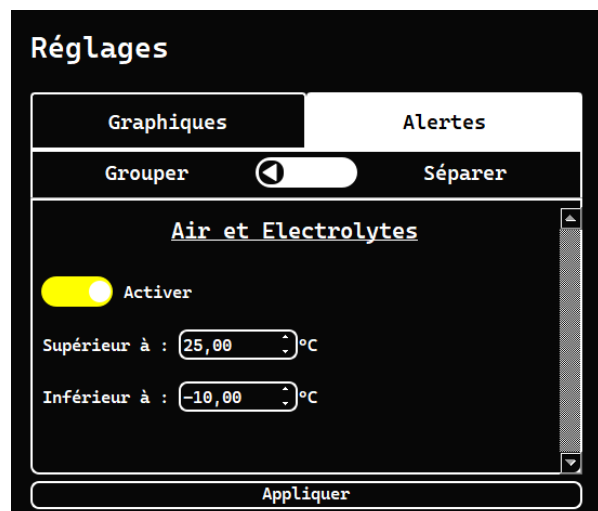 Réglages
Graphiques Alertes
Grouper Séparer
Air et Electrolytes
Activer
Supérieur à : 25,00 °C
Inférieur à : -10,00 °C
Appliquer